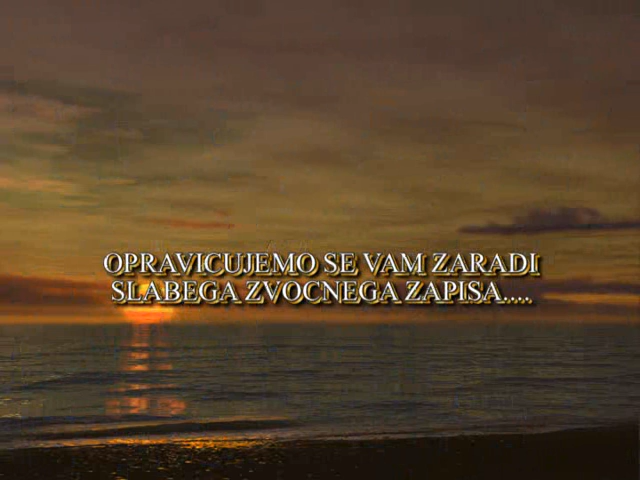 OPRAVICUJEMO SE VAM ZARADI
SLABEGA ZVOCNEGA ZAPISA....